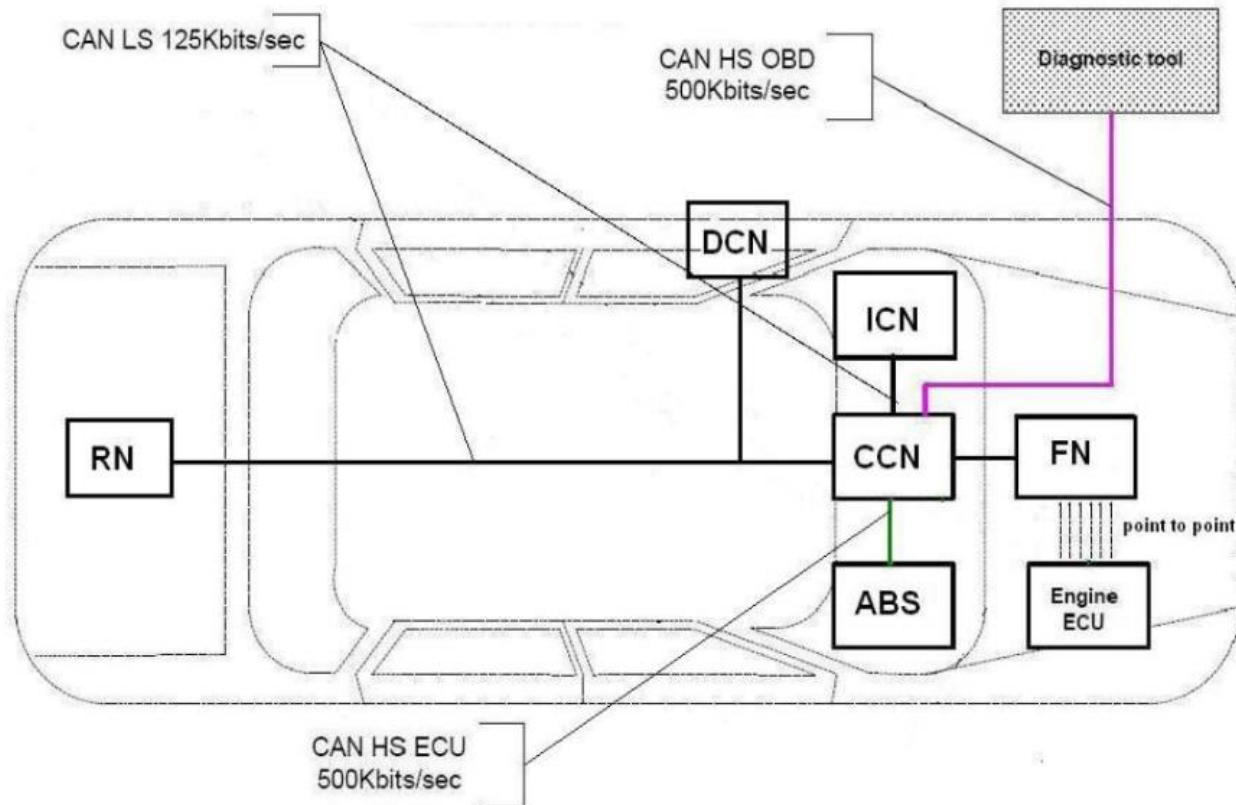 CAN LS 125Kbits/sec
CAN HS OBD
500Kbits/sec
Diagnostic tool
DCN
ICN
RN
CCN
FN
point to point
ABS
Engine
ECU
CAN HS ECU
500Kbits/sec